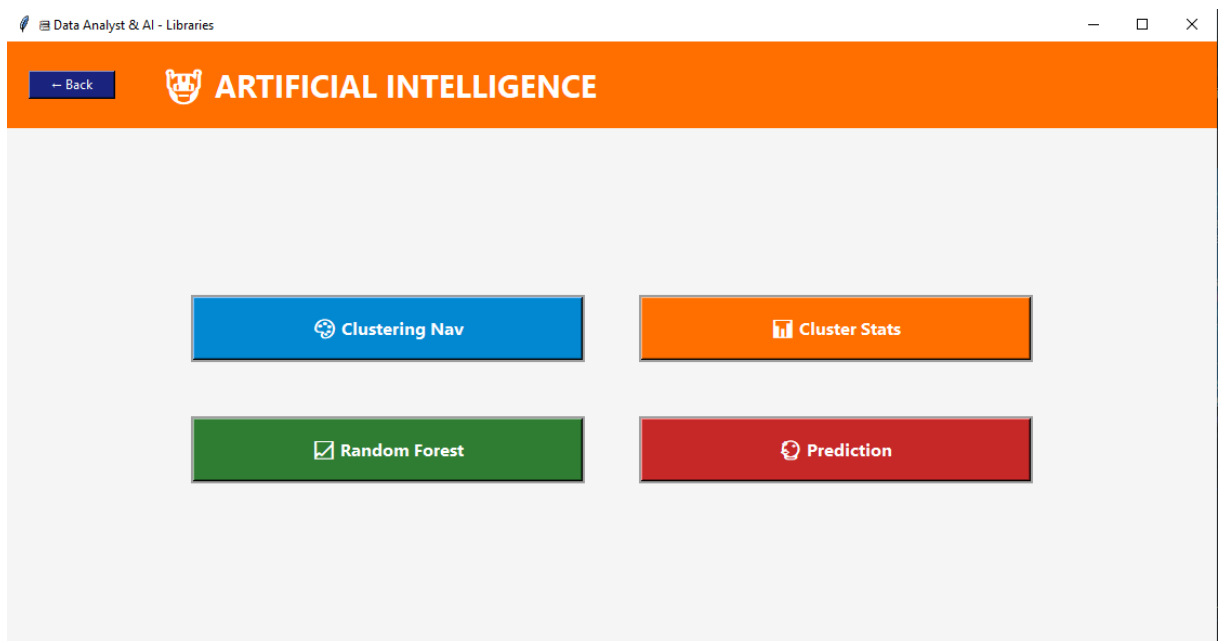 Data Analyst & AI - Libraries
← Back
ARTIFICIAL INTELLIGENCE
Clustering Nav
Cluster Stats
Random Forest
Prediction